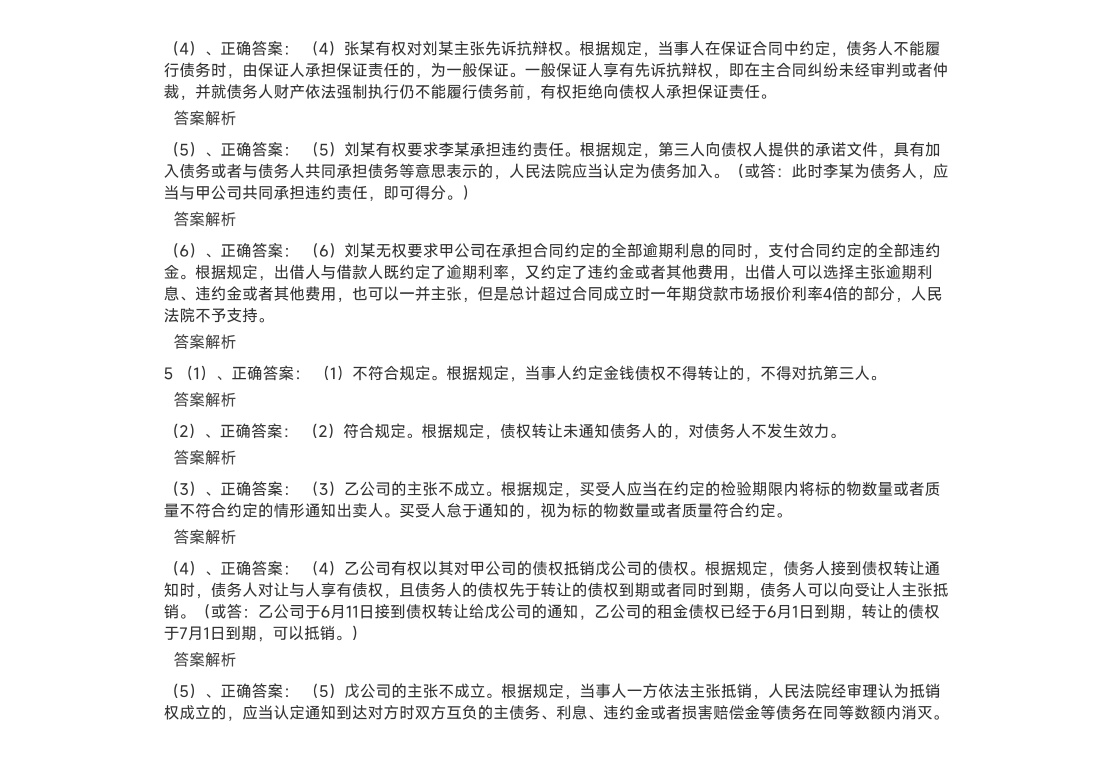 （4）、正确答案： （4）张某有权对刘某主张先诉抗辩权。根据规定，当事人在保证合同中约定，债务人不能履
行债务时，由保证人承担保证责任的，为一般保证。一般保证人享有先诉抗辩权，即在主合同纠纷未经审判或者仲
裁，并就债务人财产依法强制执行仍不能履行债务前，有权拒绝向债权人承担保证责任。
答案解析
（5）、正确答案： （5）刘某有权要求李某承担违约责任。根据规定，第三人向债权人提供的承诺文件，具有加
入债务或者与债务人共同承担债务等意思表示的，人民法院应当认定为债务加入。（或答：此时李某为债务人，应
当与甲公司共同承担违约责任，即可得分。）
答案解析
（6）、正确答案： （6）刘某无权要求甲公司在承担合同约定的全部逾期利息的同时，支付合同约定的全部违约
金。根据规定，出借人与借款人既约定了逾期利率，又约定了违约金或者其他费用，出借人可以选择主张逾期利
息、违约金或者其他费用，也可以一并主张，但是总计超过合同成立时一年期贷款市场报价利率4倍的部分，人民
法院不予支持。
答案解析
5 （1）、正确答案： （1）不符合规定。根据规定，当事人约定金钱债权不得转让的，不得对抗第三人。
答案解析
（2）、正确答案： （2）符合规定。根据规定，债权转让未通知债务人的，对债务人不发生效力。
答案解析
（3）、正确答案： （3）乙公司的主张不成立。根据规定，买受人应当在约定的检验期限内将标的物数量或者质
量不符合约定的情形通知出卖人。买受人怠于通知的，视为标的物数量或者质量符合约定。
答案解析
（4）、正确答案： （4）乙公司有权以其对甲公司的债权抵销戊公司的债权。根据规定，债务人接到债权转让通
知时，债务人对让与人享有债权，且债务人的债权先于转让的债权到期或者同时到期，债务人可以向受让人主张抵
销。（或答：乙公司于6月11日接到债权转让给戊公司的通知，乙公司的租金债权已经于6月1日到期，转让的债权
于7月1日到期，可以抵销。）
答案解析
（5）、正确答案： （5）戊公司的主张不成立。根据规定，当事人一方依法主张抵销，人民法院经审理认为抵销
权成立的，应当认定通知到达对方时双方互负的主债务、利息、违约金或者损害赔偿金等债务在同等数额内消灭。